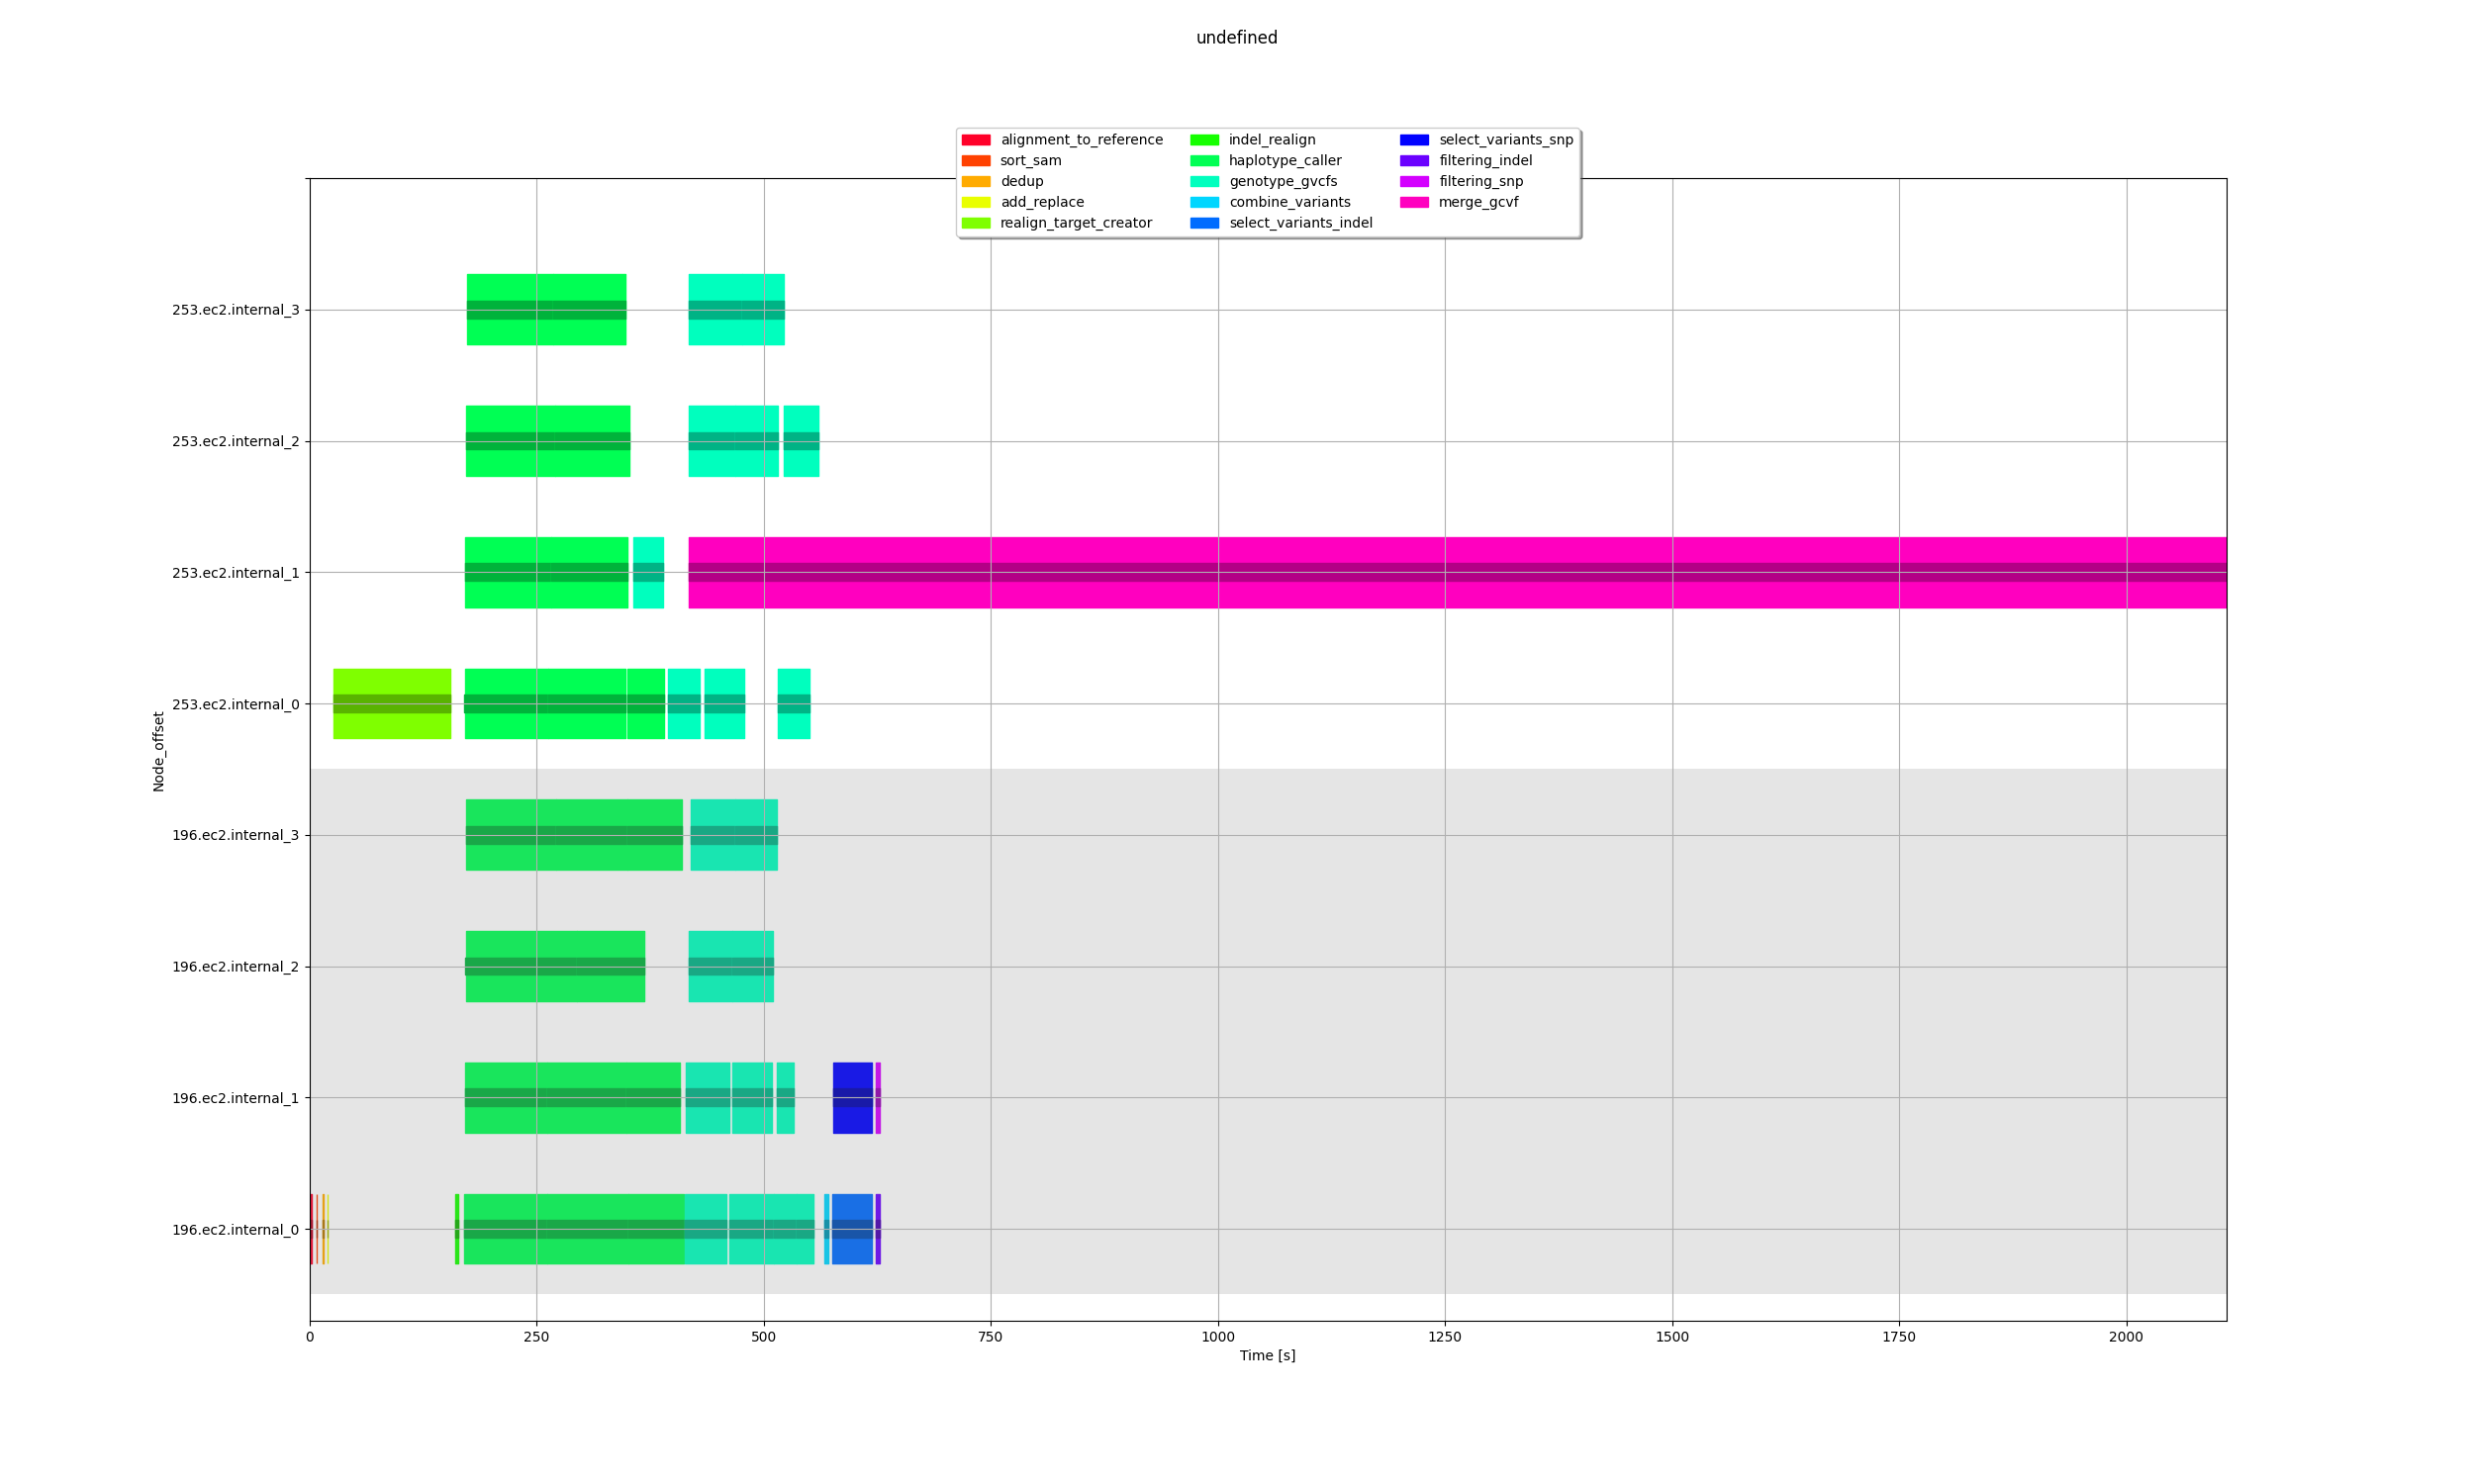 undefined
alignment_to_reference
sort_sam
dedup
add_replace
realign_target_creator
indel_realign
haplotype_caller
genotype_gvcfs
combine_variants
select_variants_indel
select_variants_snp
filtering_indel
filtering_snp
merge_gcvf
Node_offset
253.ec2.internal_3
253.ec2.internal_2
253.ec2.internal_1
253.ec2.internal_0
196.ec2.internal_3
196.ec2.internal_2
196.ec2.internal_1
196.ec2.internal_0
0 250 500 750 1000 1250 1500 1750 2000
Time [s]